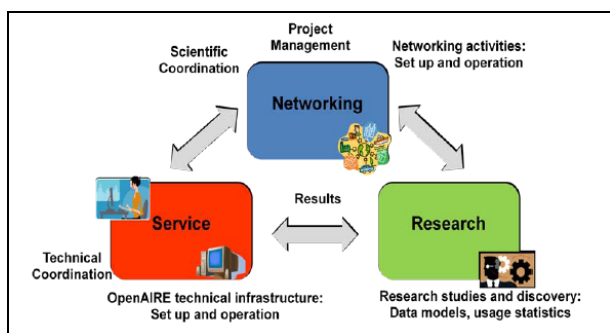 Project
Management
Scientific
Coordination
Networking activities:
Set up and operation
Networking
Results
Service
Research
Technical
Coordination
OpenAIRE technical infrastructure:
Set up and operation
Research studies and discovery:
Data models, usage statistics